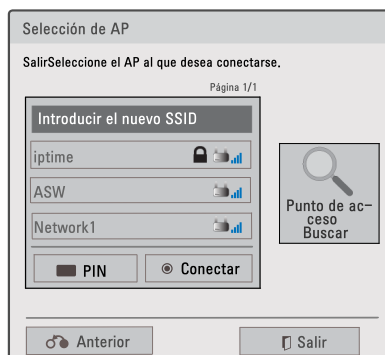 Selección de AP
SalirSeleccione el AP al que desea conectarse.
Página 1/1
Introducir el nuevo SSID
iptime
ASW
Network1
PIN
Conectar
Punto de ac-
ceso
Buscar
Anterior
Salir